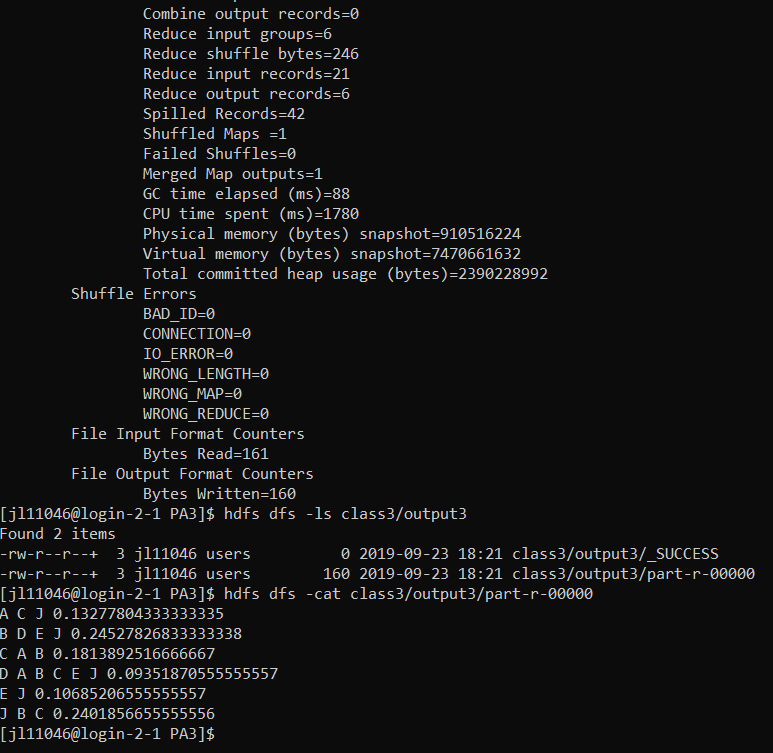 Combine output records=0
Reduce input groups=6
Reduce shuffle bytes=246
Reduce input records=21
Reduce output records=6
Spilled Records=42
Shuffled Maps =1
Failed Shuffles=0
Merged Map outputs=1
GC time elapsed (ms)=88
CPU time spent (ms)=1780
Physical memory (bytes) snapshot=910516224
Virtual memory (bytes) snapshot=7470661632
Total committed heap usage (bytes)=2390228992
Shuffle Errors
BAD_ID=0
CONNECTION=0
IO_ERROR=0
WRONG_LENGTH=0
WRONG_MAP=0
WRONG_REDUCE=0
File Input Format Counters
Bytes Read=161
File Output Format Counters
Bytes Written=160
[jl11046@login-2-1 PA3]$ hdfs dfs -ls class3/output3
Found 2 items
-rw-r--r--+  3 jl11046 users          0 2019-09-23 18:21 class3/output3/_SUCCESS
-rw-r--r--+  3 jl11046 users        160 2019-09-23 18:21 class3/output3/part-r-00000
[jl11046@login-2-1 PA3]$ hdfs dfs -cat class3/output3/part-r-00000
A C J 0.13277804333333335
B D E J 0.24527826833333338
C A B 0.1813892516666667
D A B C E J 0.09351870555555557
E J 0.10685206555555557
J B C 0.2401856655555556
[jl11046@login-2-1 PA3]$